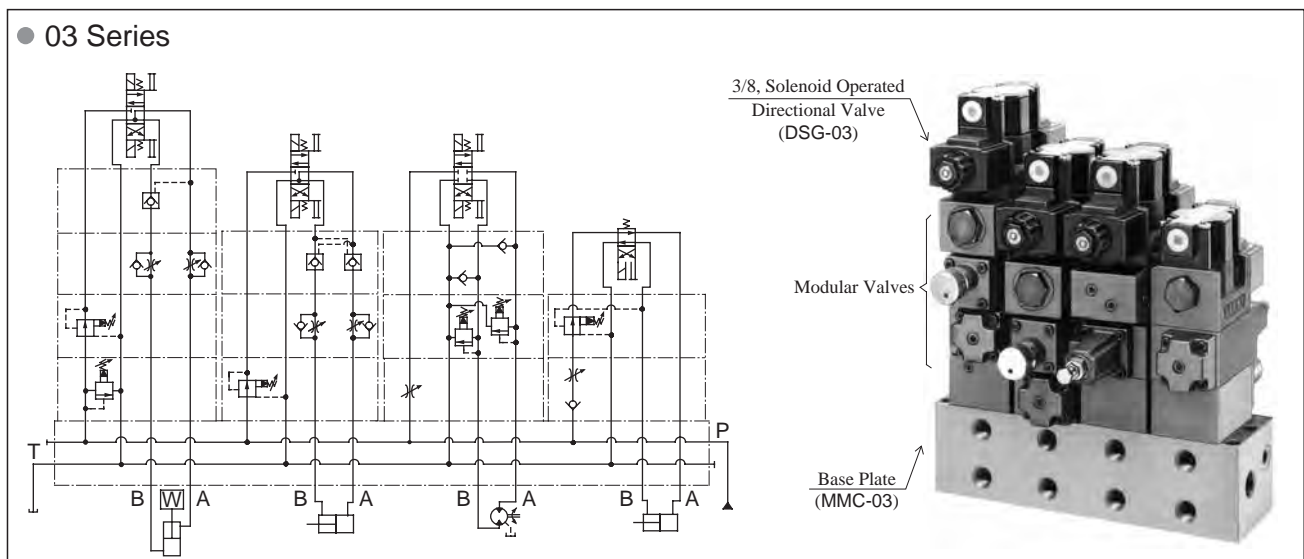 03 Series
3/8, Solenoid Operated
Directional Valve
(DSG-03)
Modular Valves
Base Plate
(MMC-03)
T
P
B W A
B A
B A
B A